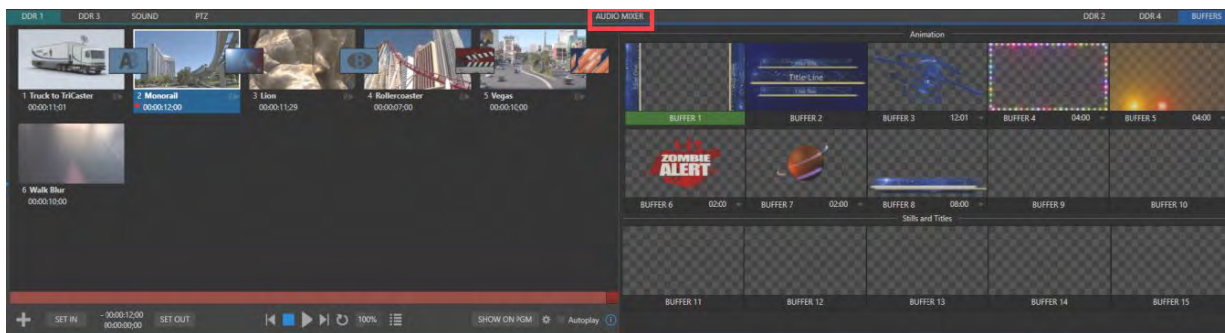 DDR 1 DDR 3 SOUND PTZ AUDIO MIXER DDR 2 DDR 4 BUFFERS
Animation
1 Truck to TriCaster
00:00:11;01
2 Monorail
00:00:12;00
3 Lion
00:00:11;29
4 Rollercoaster
00:00:07;00
5 Vegas
00:00:10;00
6 Walk Blur
00:00:10;00
Title Line
BUFFER 1 BUFFER 2 BUFFER 3 12:01 BUFFER 4 04:00 BUFFER 5 04:00
ZOMBIE
ALERT
BUFFER 6 02:00 BUFFER 7 02:00 BUFFER 8 08:00 BUFFER 9 BUFFER 10
Stills and Titles
BUFFER 11 BUFFER 12 BUFFER 13 BUFFER 14 BUFFER 15
SET IN - 00:00:12;00 SET OUT 100% SHOW ON PGM Autoplay
00:00:00;00